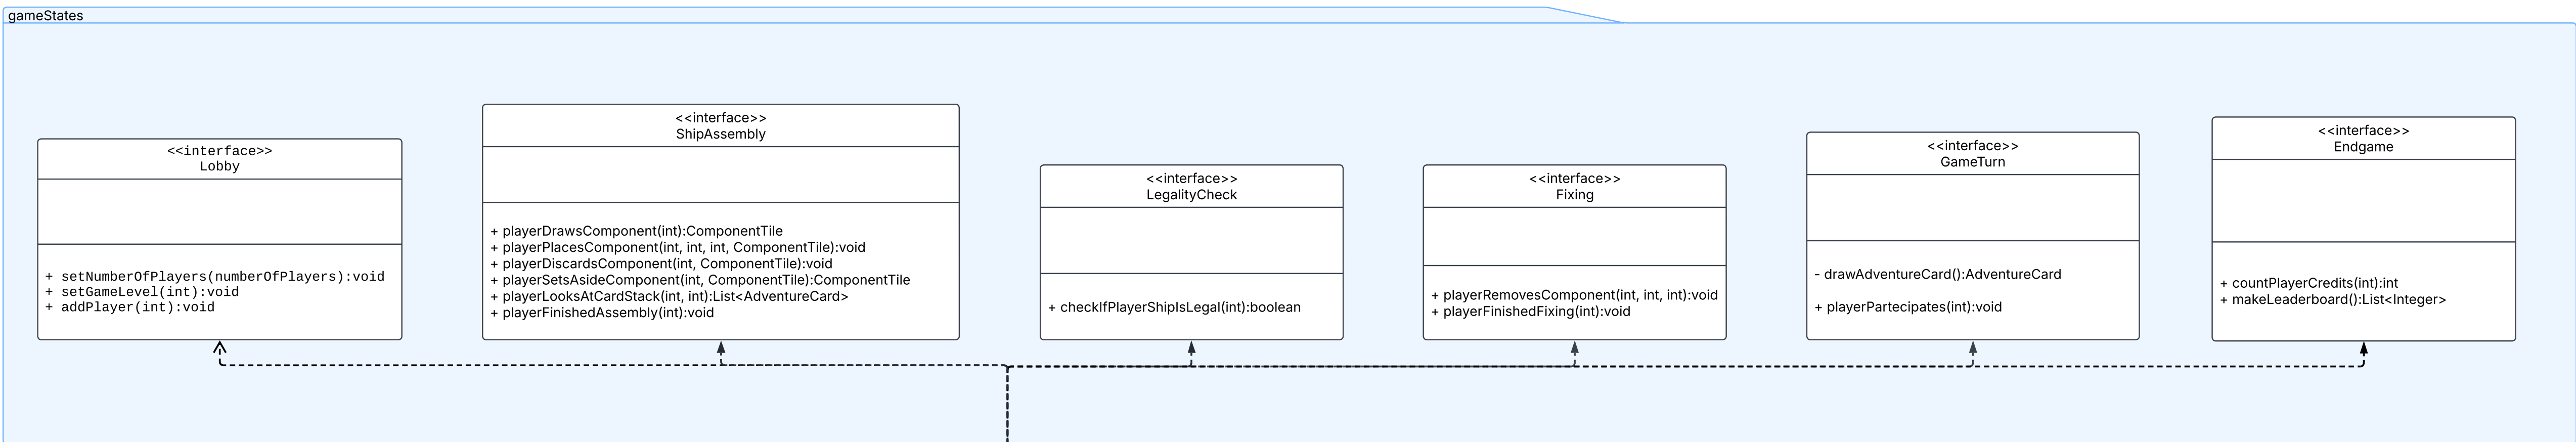 gameStates
<<interface>>
Lobby
+ setNumberOfPlayers(numberOfPlayers):void
+ setGameLevel(int):void
+ addPlayer(int):void
<<interface>>
ShipAssembly
+ playerDrawsComponent(int):ComponentTile
+ playerPlacesComponent(int, int, int, ComponentTile):void
+ playerDiscardsComponent(int, ComponentTile):void
+ playerSetsAsideComponent(int, ComponentTile):ComponentTile
+ playerLooksAtCardStack(int, int):List<AdventureCard>
+ playerFinishedAssembly(int):void
<<interface>>
LegalityCheck
+ checkIfPlayerShipIsLegal(int):boolean
<<interface>>
Fixing
+ playerRemovesComponent(int, int, int):void
+ playerFinishedFixing(int):void
<<interface>>
GameTurn
- drawAdventureCard():AdventureCard
+ playerPartecipates(int):void
<<interface>>
Endgame
+ countPlayerCredits(int):int
+ makeLeaderboard():List<Integer>